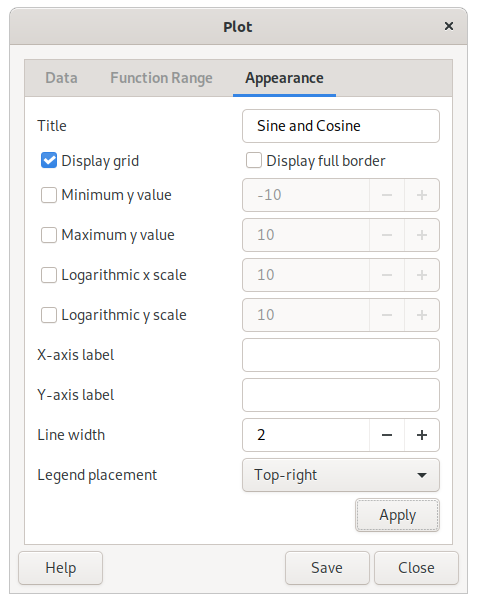 Plot
Data Function Range Appearance
Title Sine and Cosine
Display grid Display full border
Minimum y value -10
Maximum y value 10
Logarithmic x scale 10
Logarithmic y scale 10
X-axis label
Y-axis label
Line width 2
Legend placement Top-right
Apply
Help Save Close